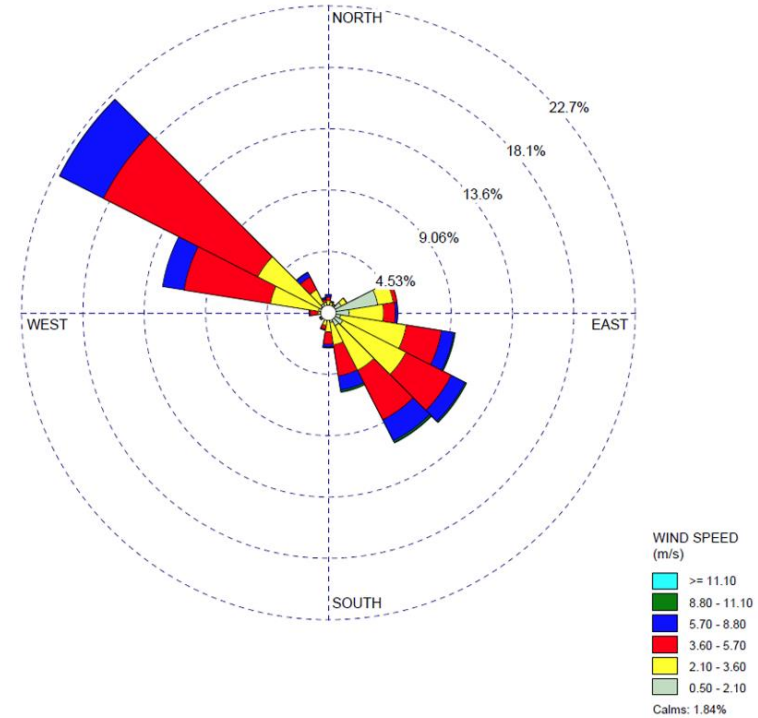 NORTH
22.7%
18.1%
13.6%
9.06%
4.53%
WEST
EAST
SOUTH
WIND SPEED
(m/s)
>= 11.10
8.80 - 11.10
5.70 - 8.80
3.60 - 5.70
2.10 - 3.60
0.50 - 2.10
Calms: 1.84%